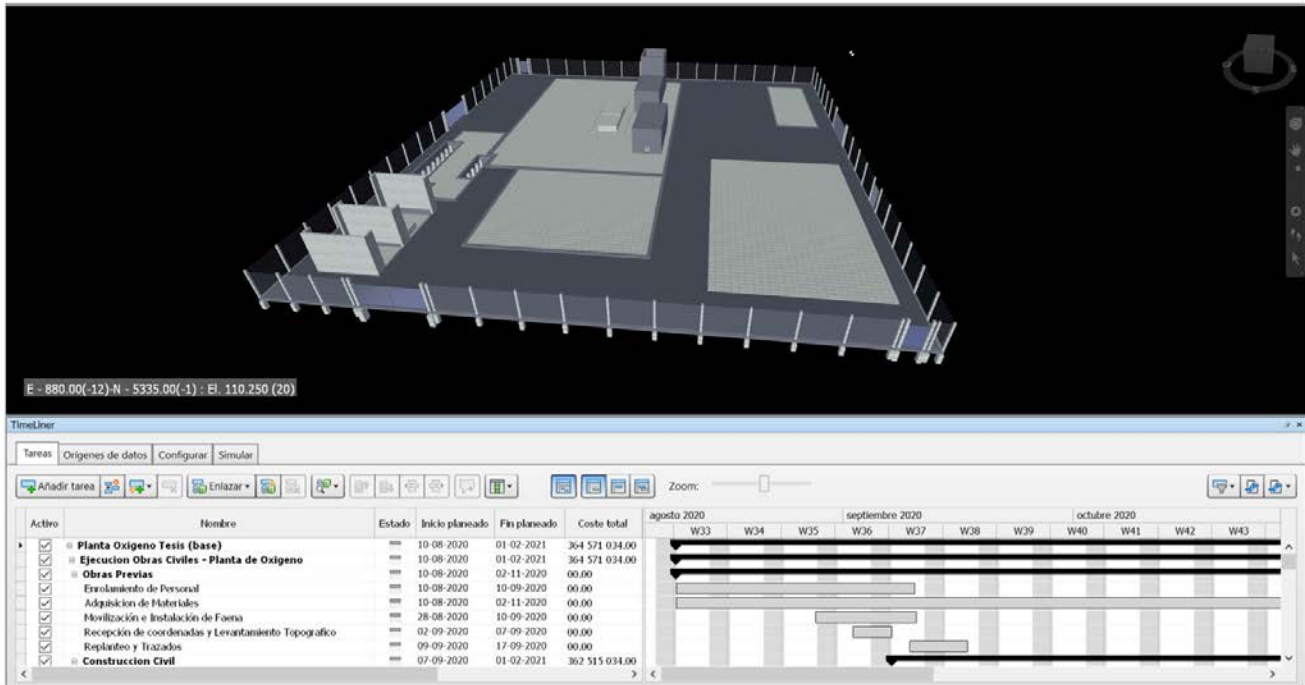 E - 880.00(-12)-N - 5335.00(-1) : El. 110.250 (20)
TimeLiner
Tareas Orígenes de datos Configurar Simular
Añadir tarea Enlazar Zoom:
Activo Nombre Estado Inicio planeado Fin planeado Coste total agosto 2020 septiembre 2020 octubre 2020
W33 W34 W35 W36 W37 W38 W39 W40 W41 W42 W43
Planta Oxigeno Tesis (base) 10-08-2020 01-02-2021 364 571 034.00
Ejecucion Obras Civiles - Planta de Oxigeno 10-08-2020 01-02-2021 364 571 034.00
Obras Previas 10-08-2020 02-11-2020 00.00
Enrolamiento de Personal 10-08-2020 10-09-2020 00.00
Adquisicion de Materiales 10-08-2020 02-11-2020 00.00
Movilización e Instalación de Faena 28-08-2020 10-09-2020 00.00
Recepción de coordenadas y Levantamiento Topografico 02-09-2020 07-09-2020 00.00
Replanteo y Trazados 09-09-2020 17-09-2020 00.00
Construccion Civil 07-09-2020 01-02-2021 362 515 034.00